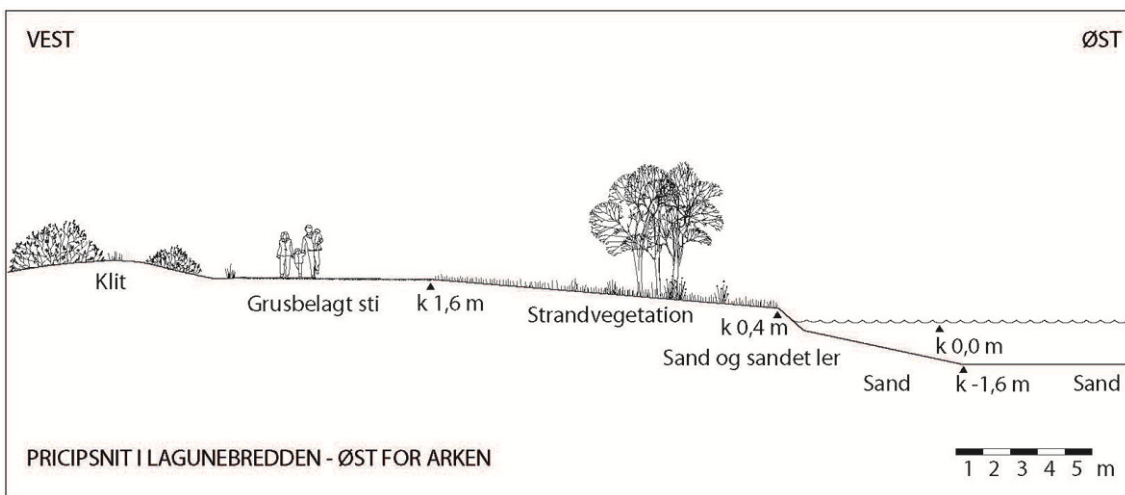 VEST
ØST
Klit
Grusbelagt sti
k 1,6 m
Strandvegetation
k 0,4 m
k 0,0 m
Sand og sandet ler
Sand
k -1,6 m
Sand
PRICIPSNIT I LAGUNEBREDDEN - ØST FOR ARKEN
1 2 3 4 5 m